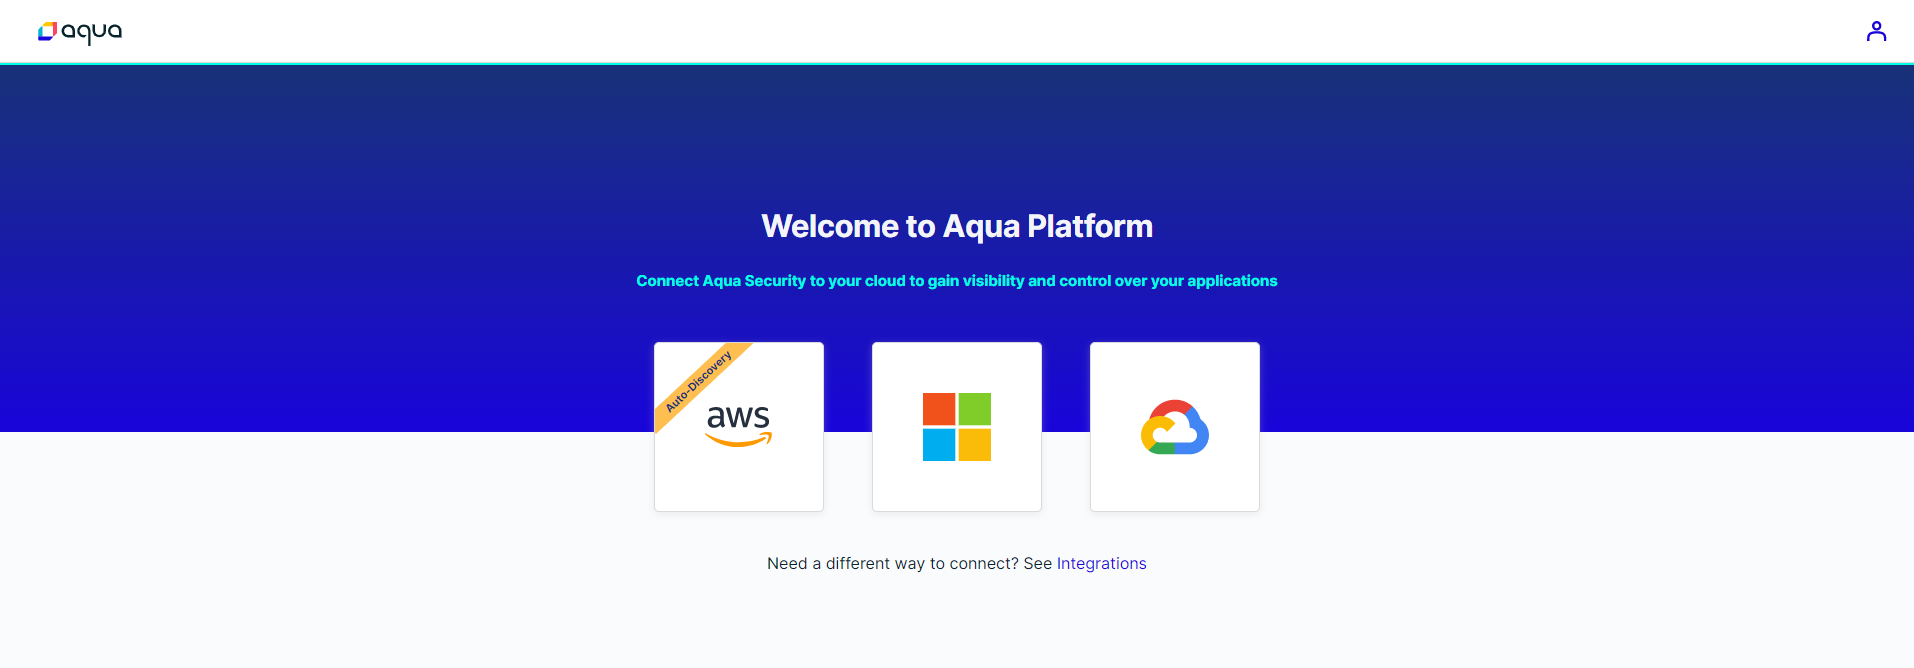 aqua
Welcome to Aqua Platform
Connect Aqua Security to your cloud to gain visibility and control over your applications
Auto-Discovery
aws
Need a different way to connect? See Integrations